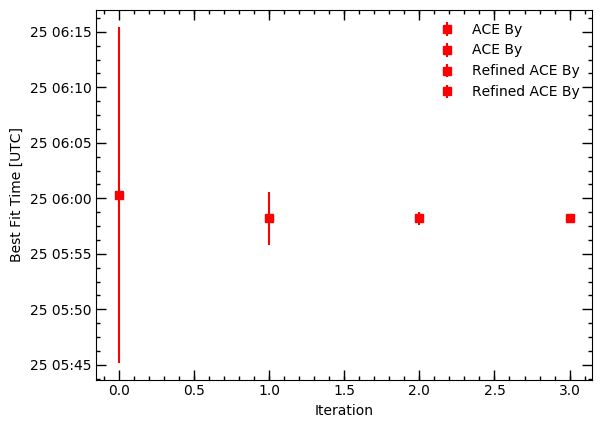 25 06:15
25 06:10
25 06:05
25 06:00
25 05:55
25 05:50
25 05:45
Best Fit Time [UTC]
ACE By
ACE By
Refined ACE By
Refined ACE By
0.0 0.5 1.0 1.5 2.0 2.5 3.0
Iteration